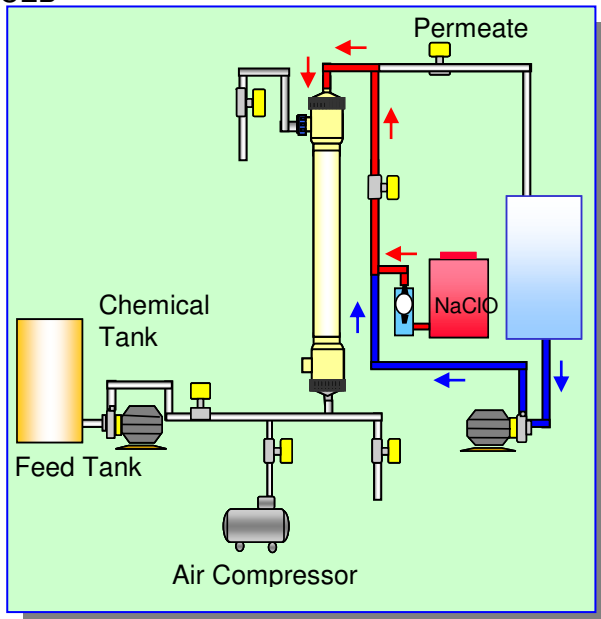 Permeate
NaClO
Chemical
Tank
Feed Tank
Air Compressor